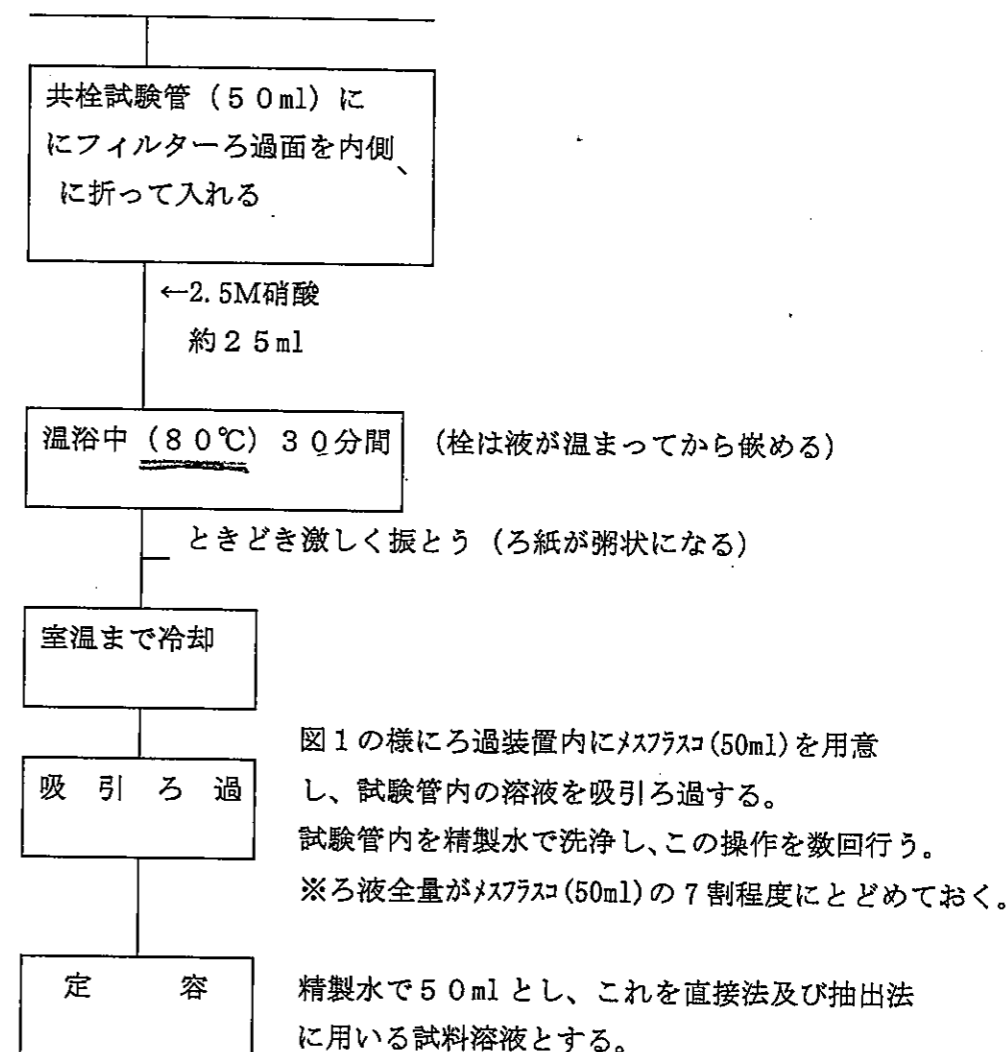 共栓試験管（５０ml）に
にフィルターろ過面を内側、
に折って入れる
←2.5M硝酸
約２５ml
温浴中（８０℃）３０分間
（栓は液が温まってから嵌める）
ときどき激しく振とう（ろ紙が粥状になる）
室温まで冷却
図１の様にろ過装置内にﾒｽﾌﾗｽｺ(50ml)を用意
吸 引 ろ 過
し、試験管内の溶液を吸引ろ過する。
試験管内を精製水で洗浄し、この操作を数回行う。
※ろ液全量がﾒｽﾌﾗｽｺ(50ml)の７割程度にとどめておく。
定 容
精製水で５０mlとし、これを直接法及び抽出法
に用いる試料溶液とする。